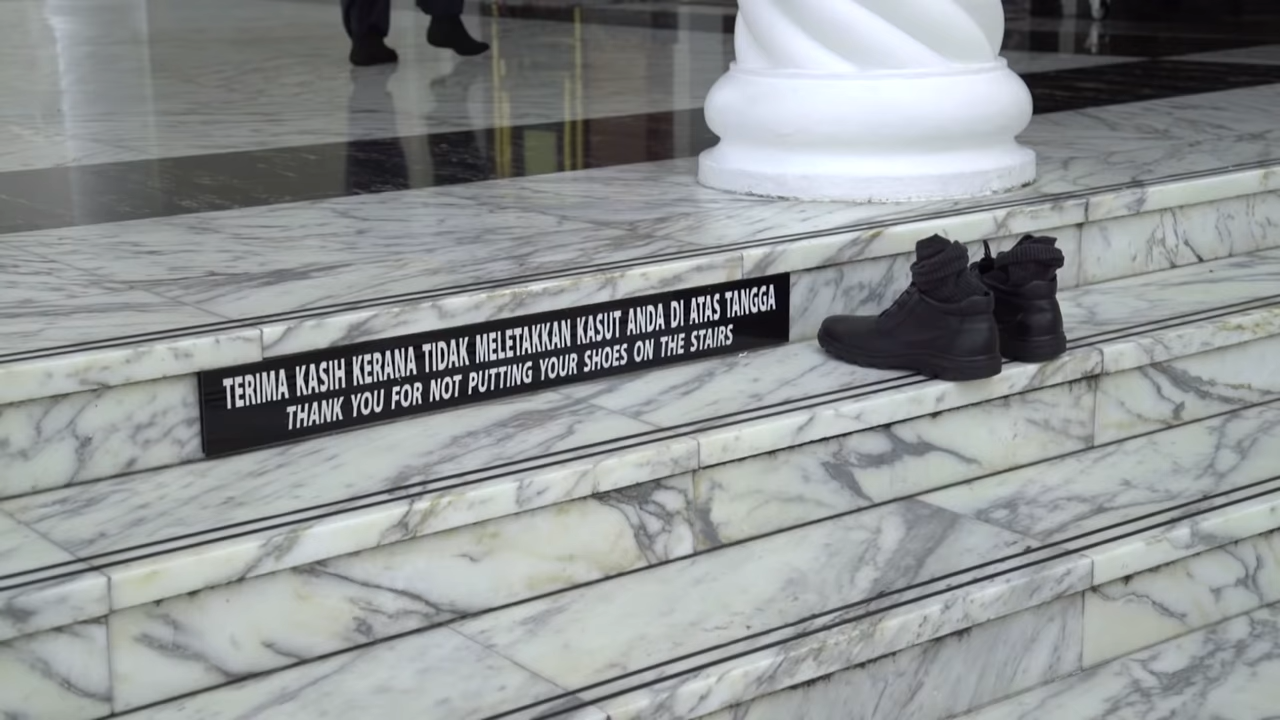 TERIMA KASIH KERANA TIDAK MELETAKKAN KASUT ANDA DI ATAS TANGGA
THANK YOU FOR NOT PUTTING YOUR SHOES ON THE STAIRS